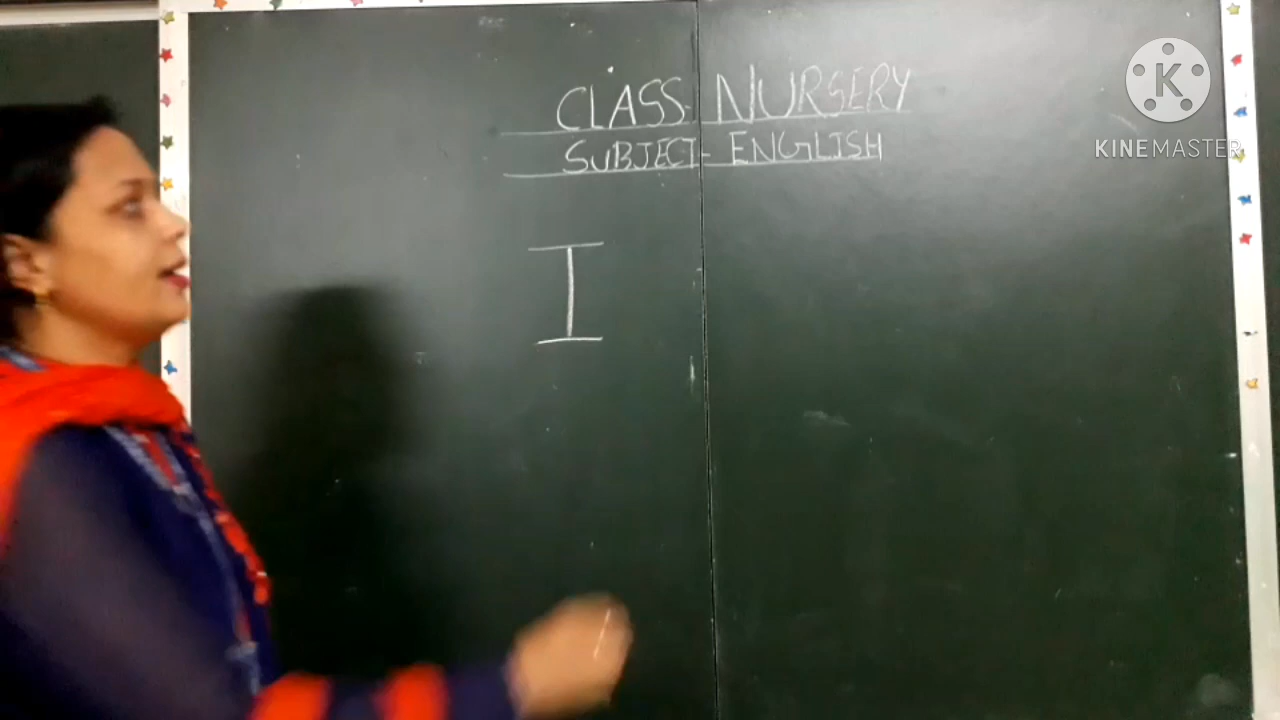 CLASS- NURSERY
SUBJECT- ENGLISH
I
K
KINEMASTER